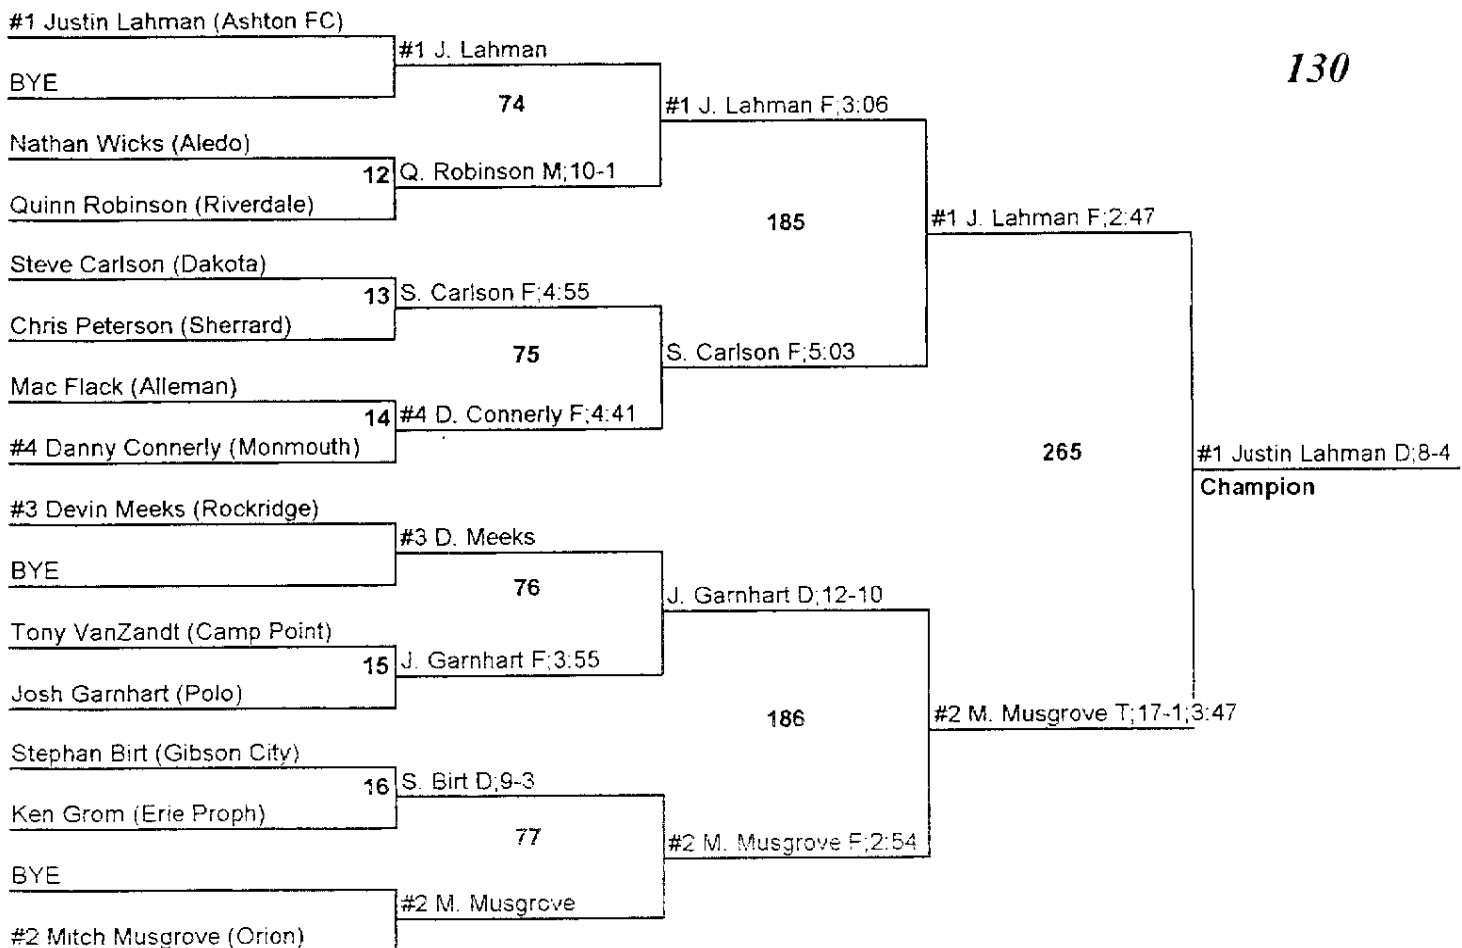 #1 Justin Lahman (Ashton FC)
BYE
Nathan Wicks (Aledo)
Quinn Robinson (Riverdale)
Steve Carlson (Dakota)
Chris Peterson (Sherrard)
Mac Flack (Alleman)
#4 Danny Connerly (Monmouth)
#3 Devin Meeks (Rockridge)
BYE
Tony VanZandt (Camp Point)
Josh Garnhart (Polo)
Stephan Birt (Gibson City)
Ken Grom (Erie Proph)
BYE
#2 Mitch Musgrove (Orion)
#1 J. Lahman
74
12 Q. Robinson M;10-1
13 S. Carlson F;4:55
75
14 #4 D. Connerly F;4:41
#3 D. Meeks
76
15 J. Garnhart F;3:55
16 S. Birt D;9-3
77
#2 M. Musgrove
#1 J. Lahman F;3:06
185
S. Carlson F;5:03
J. Garnhart D;12-10
186
#2 M. Musgrove F;2:54
#1 J. Lahman F;2:47
265
#2 M. Musgrove T;17-1;3:47
130
#1 Justin Lahman D;8-4
Champion